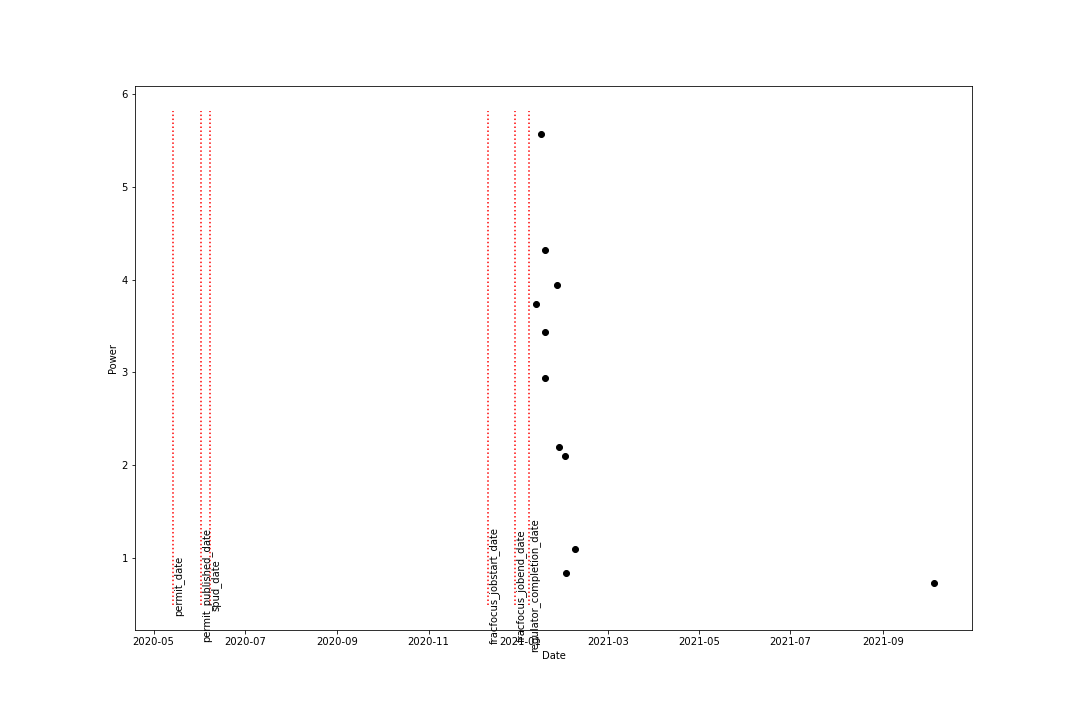 6
5
4
3
2
1
Power
permit_date
permit_published_date
spud_date
fracfocus_jobstart_date
fracfocus_jobend_date
regulator_completion_date
2020-05
2020-07
2020-09
2020-11
2021-01
2021-03
2021-05
2021-07
2021-09
Date